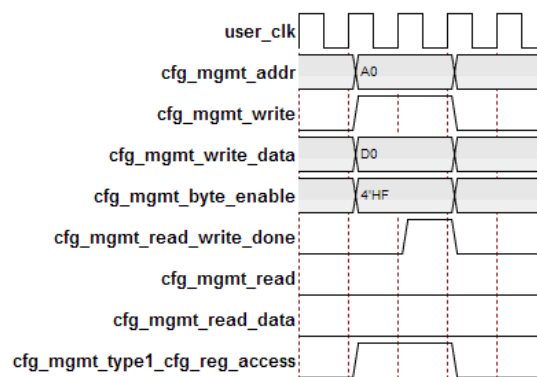 user_clk
cfg_mgmt_addr A0
cfg_mgmt_write
cfg_mgmt_write_data D0
cfg_mgmt_byte_enable 4'HF
cfg_mgmt_read_write_done
cfg_mgmt_read
cfg_mgmt_read_data
cfg_mgmt_type1_cfg_reg_access